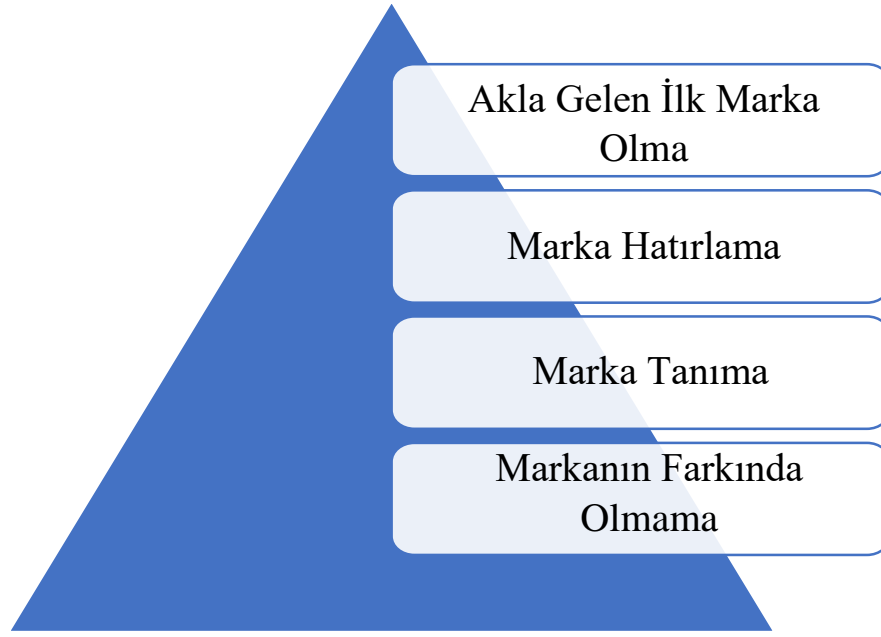 Akla Gelen İlk Marka
Olma
Marka Hatırlama
Marka Tanıma
Markanın Farkında
Olmama